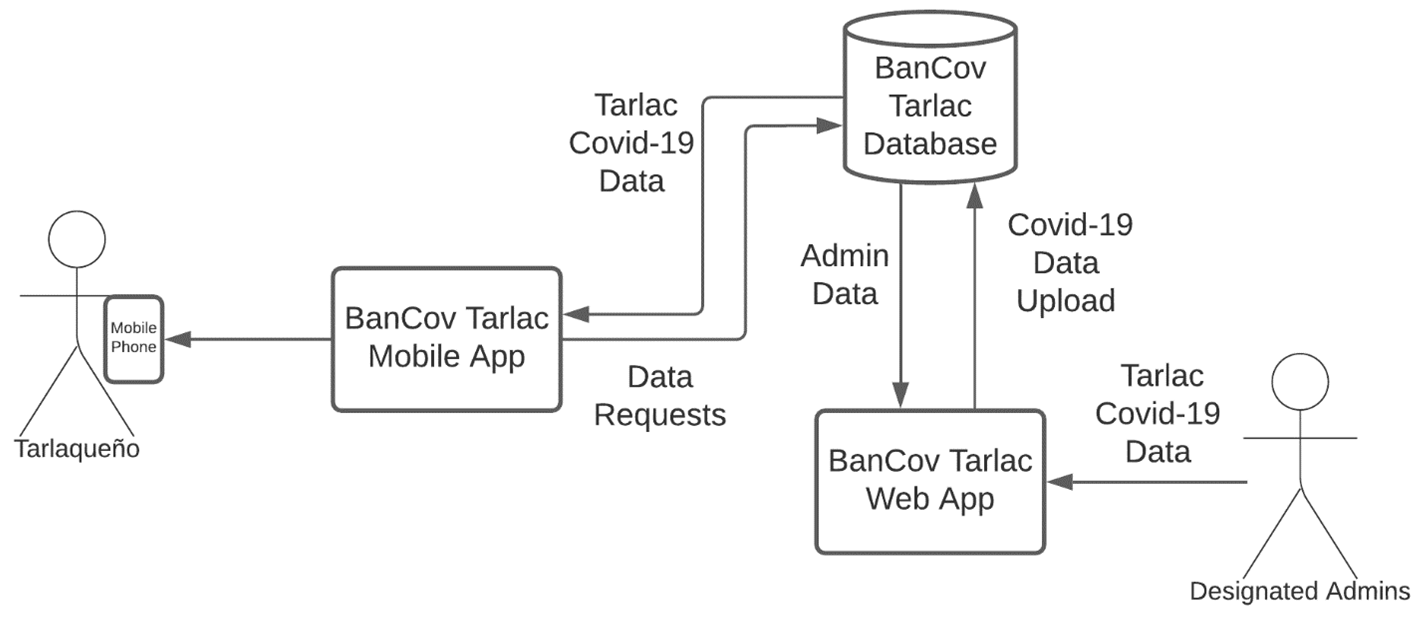 BanCov
Tarlac
Database
Tarlac
Covid-19
Data
Admin
Data
Covid-19
Data
Upload
Mobile
Phone
BanCov Tarlac
Mobile App
Data
Requests
Tarlaqueño
Tarlac
Covid-19
Data
BanCov Tarlac
Web App
Designated Admins